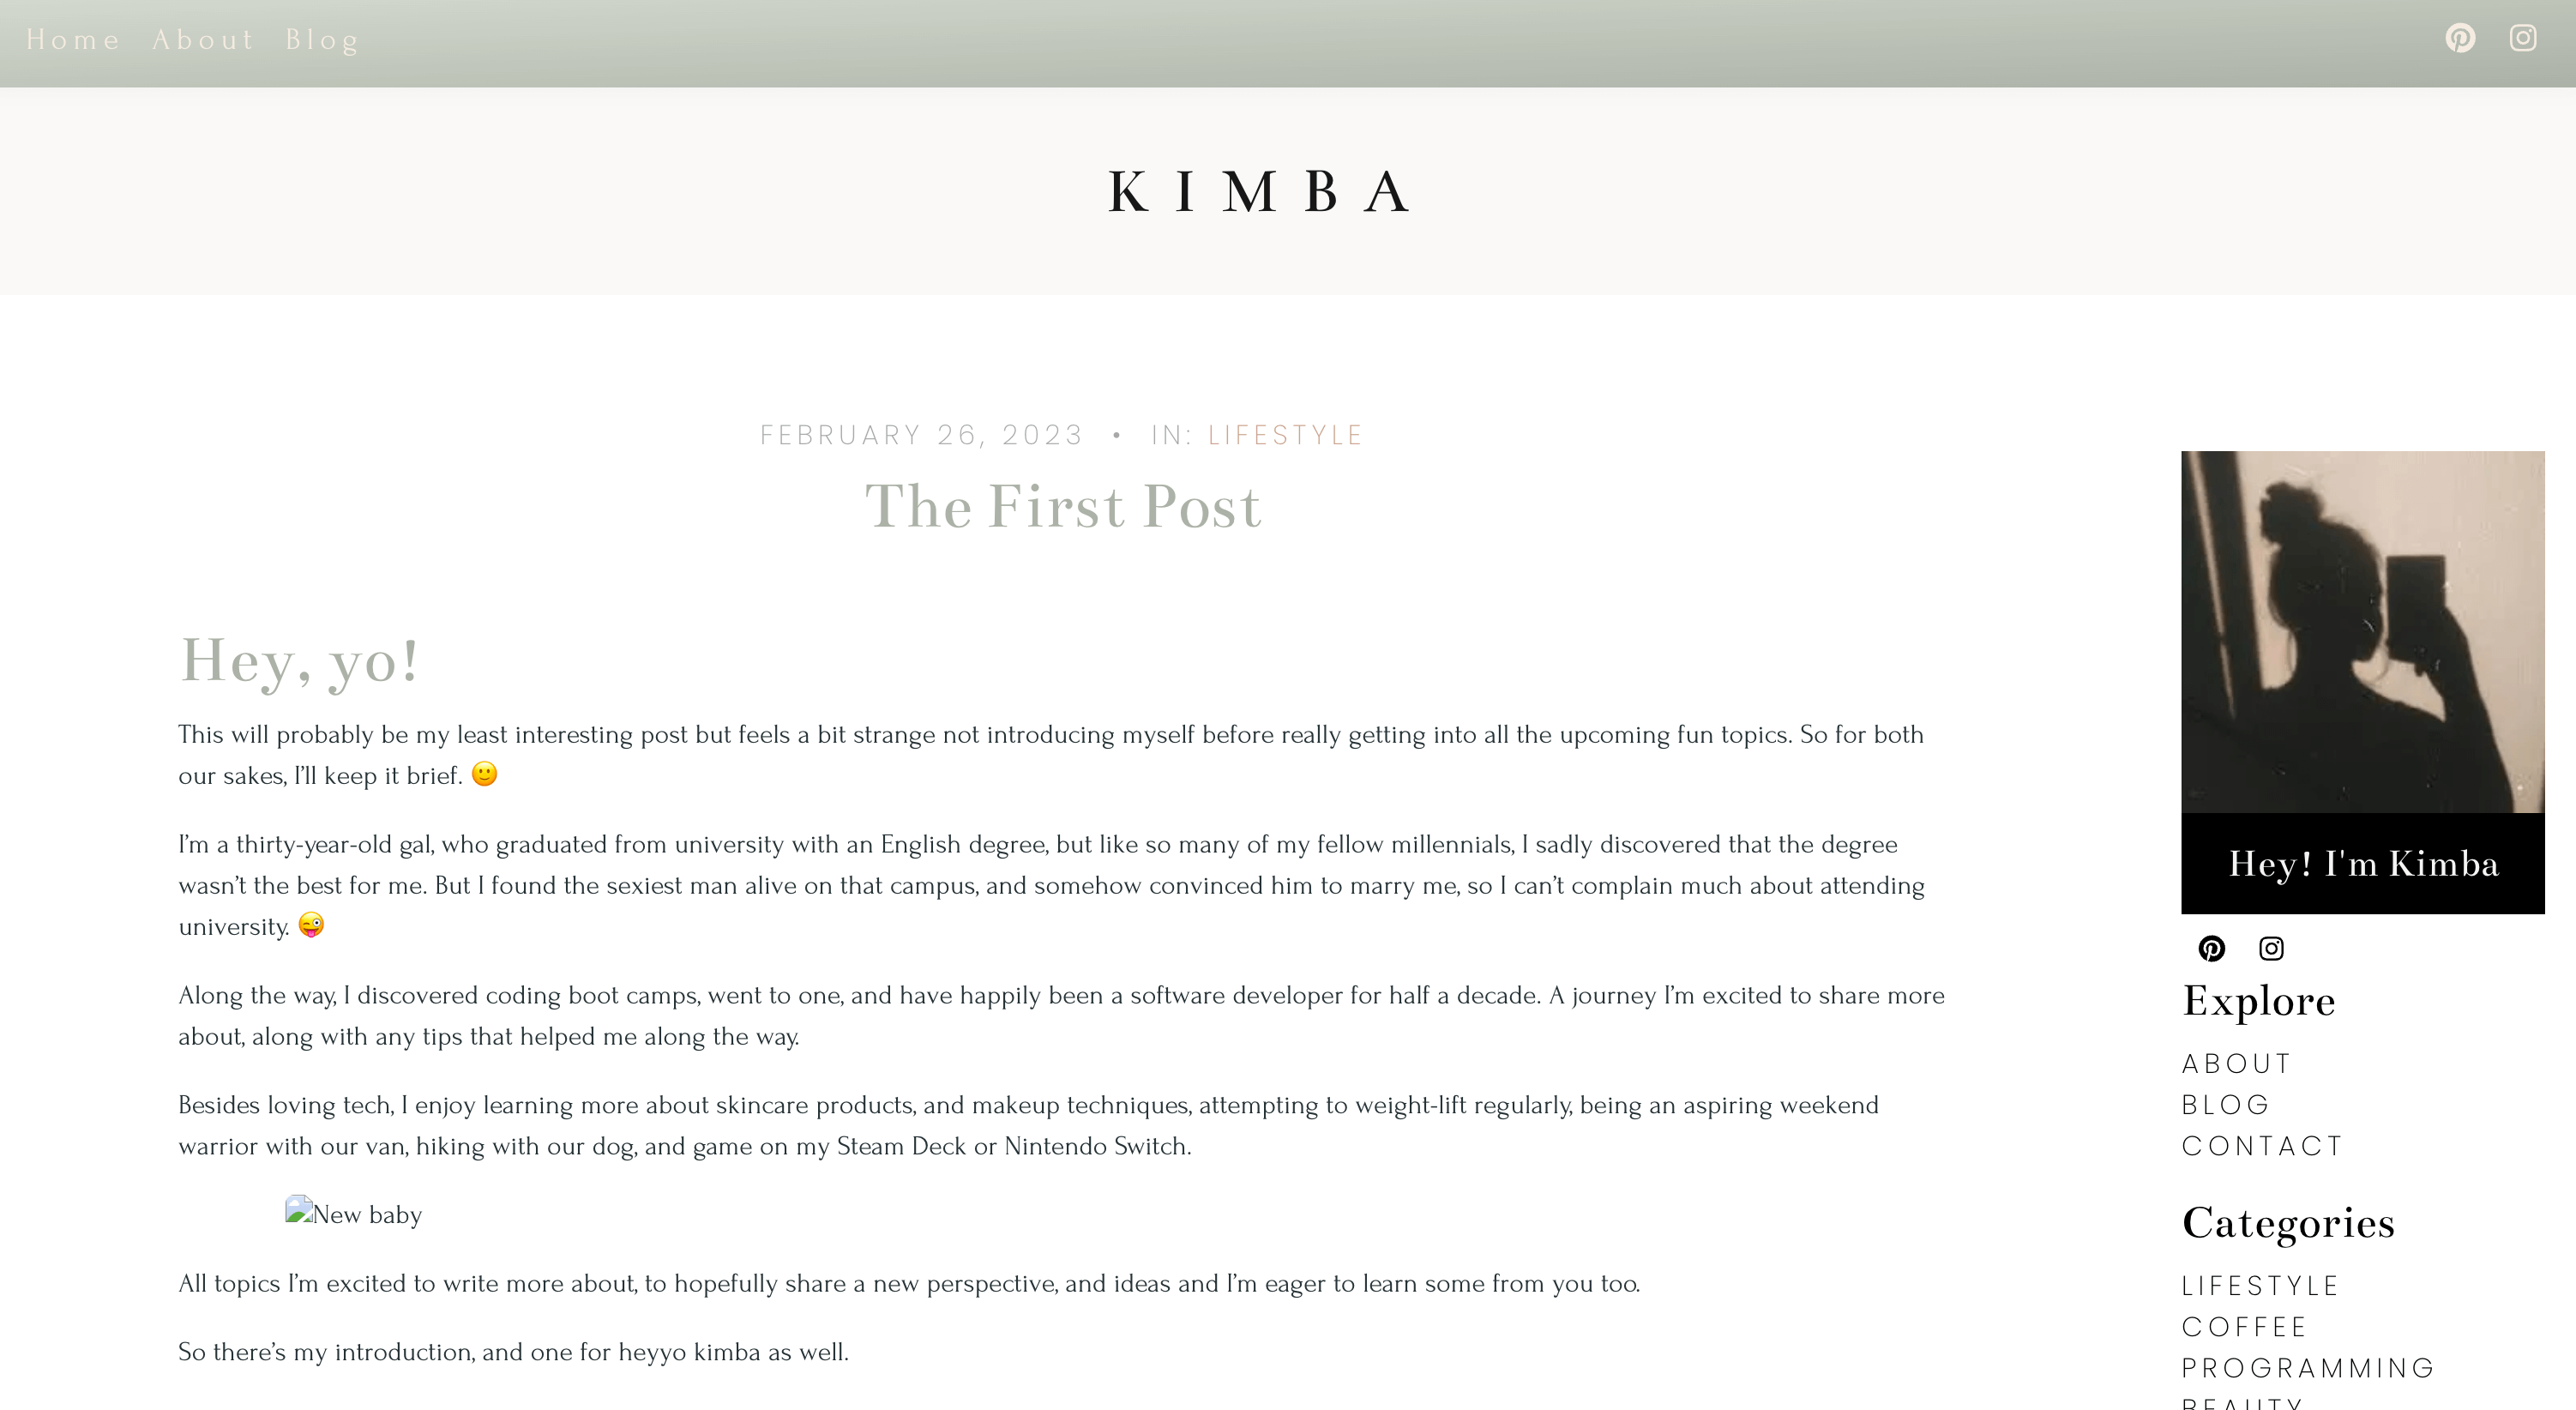 Home About Blog
KIMBA
FEBRUARY 26, 2023 • IN: LIFESTYLE
The First Post
Hey, yo!
This will probably be my least interesting post but feels a bit strange not introducing myself before really getting into all the upcoming fun topics. So for both
our sakes, I’ll keep it brief. 🙂
I’m a thirty-year-old gal, who graduated from university with an English degree, but like so many of my fellow millennials, I sadly discovered that the degree
wasn’t the best for me. But I found the sexiest man alive on that campus, and somehow convinced him to marry me, so I can’t complain much about attending
university. 😜
Along the way, I discovered coding boot camps, went to one, and have happily been a software developer for half a decade. A journey I’m excited to share more
about, along with any tips that helped me along the way.
Besides loving tech, I enjoy learning more about skincare products, and makeup techniques, attempting to weight-lift regularly, being an aspiring weekend
warrior with our van, hiking with our dog, and game on my Steam Deck or Nintendo Switch.
New baby
All topics I’m excited to write more about, to hopefully share a new perspective, and ideas and I’m eager to learn some from you too.
So there’s my introduction, and one for heyyo kimba as well.
Hey! I'm Kimba
Explore
ABOUT
BLOG
CONTACT
Categories
LIFESTYLE
COFFEE
PROGRAMMING
BEAUTY